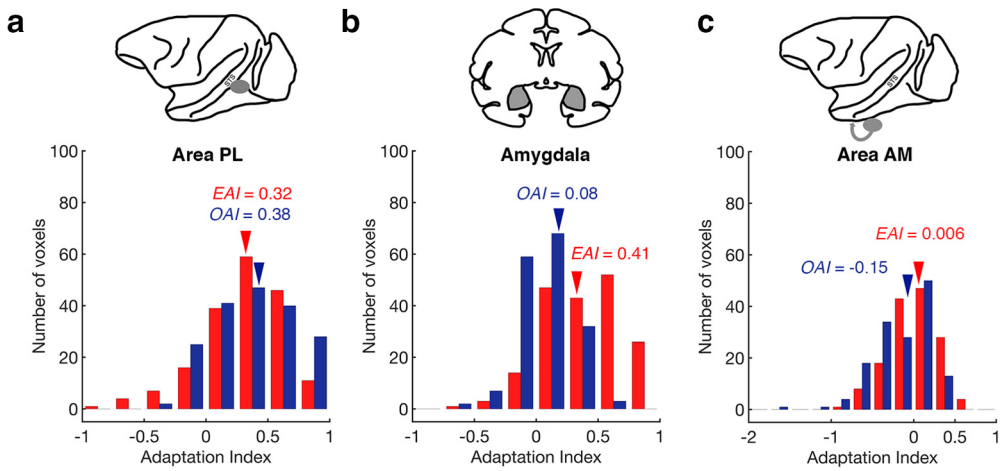 a
STS
Area PL
EAI = 0.32
OAI = 0.38
Number of voxels
100
80
60
40
20
0
-1 -0.5 0 0.5 1
Adaptation Index
b
Amygdala
OAI = 0.08
EAI = 0.41
Number of voxels
100
80
60
40
20
0
-1 -0.5 0 0.5 1
Adaptation Index
c
STS
Area AM
EAI = 0.006
OAI = -0.15
Number of voxels
100
80
60
40
20
0
-2 -1 0 1
Adaptation Index